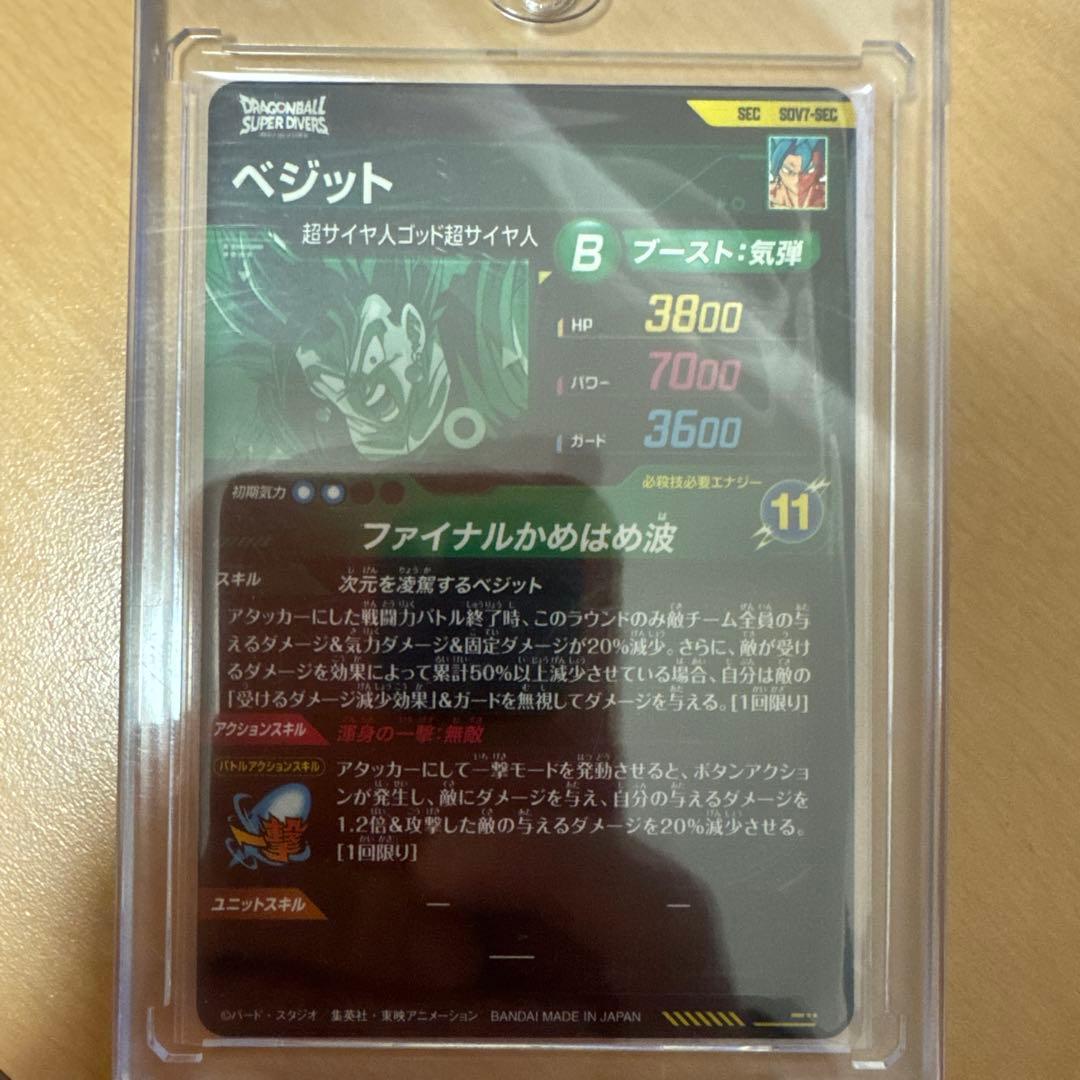 DRAGONBALL
SUPER DIVERS
SEC SDV7-SEC
ベジット
超サイヤ人ゴッド超サイヤ人
B ブースト：気弾
HP 3800
パワー 7000
ガード 3600
初期気力
必殺技必要エナジー
11
ファイナルかめはめ波
スキル 次元を凌駕するベジット
アタッカーにした戦闘力バトル終了時、このラウンドのみ敵チーム全員の与
えるダメージ&気力ダメージ&固定ダメージが20%減少。さらに、敵が受け
るダメージを効果によって累計50%以上減少させている場合、自分は敵の
「受けるダメージ減少効果」&ガードを無視してダメージを与える。[1回限り]
アクションスキル 渾身の一撃：無敵
バトルアクションスキル
一撃
アタッカーにして一撃モードを発動させると、ボタンアクショ
ンが発生し、敵にダメージを与え、自分の与えるダメージを
1.2倍&攻撃した敵の与えるダメージを20%減少させる。
[1回限り]
ユニットスキル — —
—
©バード・スタジオ 集英社・東映アニメーション BANDAI MADE IN JAPAN